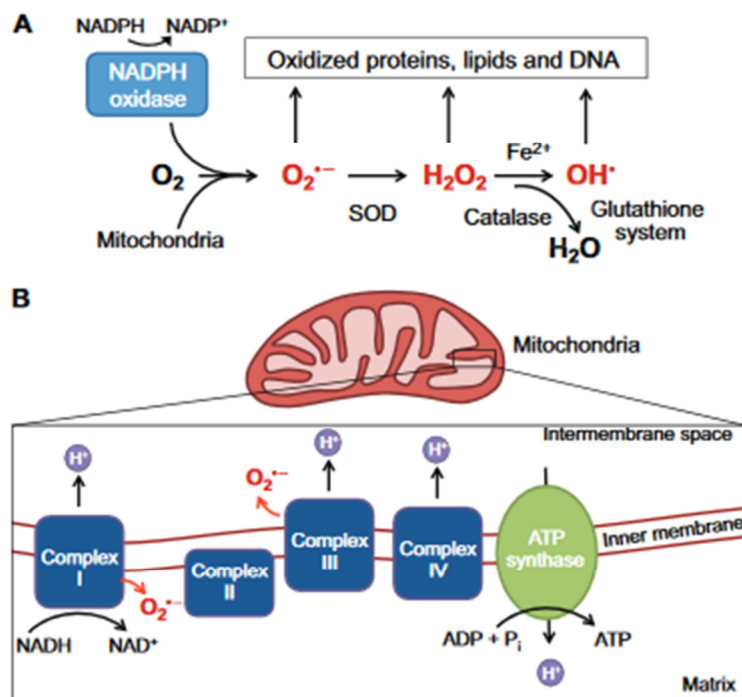 A
NADPH NADP⁺
NADPH
oxidase
Oxidized proteins, lipids and DNA
O₂ O₂•− H₂O₂ Fe²⁺ OH•
SOD
Catalase
Glutathione
system
Mitochondria
H₂O
B
Mitochondria
Intermembrane space
H⁺ H⁺ H⁺
O₂•−
Complex
I
O₂•−
Complex
II
Complex
III
Complex
IV
ATP
synthase
Inner membrane
NADH NAD⁺
ADP + Pᵢ ATP
H⁺
Matrix